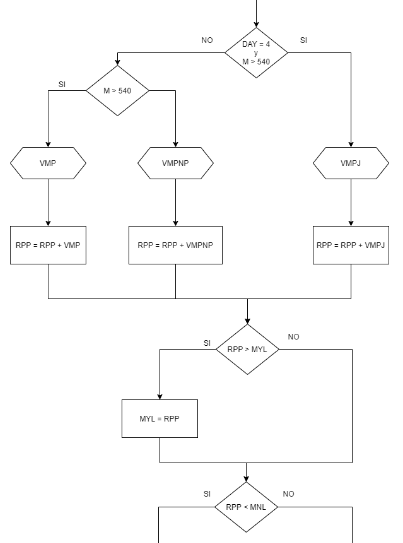 NO
DAY = 4
y
M > 540
SI
SI
M > 540
VMP
VMPNP
VMPJ
RPP = RPP + VMP
RPP = RPP + VMPNP
RPP = RPP + VMPJ
SI
RPP > MYL
NO
MYL = RPP
SI
RPP < MNL
NO